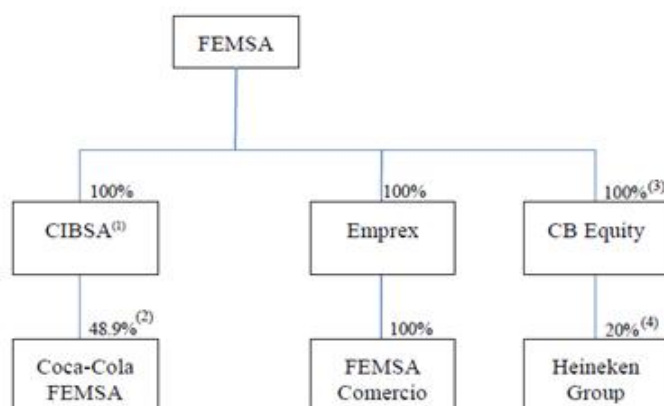 FEMSA
100%
100%
100%(3)
CIBSA(1)
Emprex
CB Equity
48.9%(2)
100%
20%(4)
Coca-Cola
FEMSA
FEMSA
Comercio
Heineken
Group